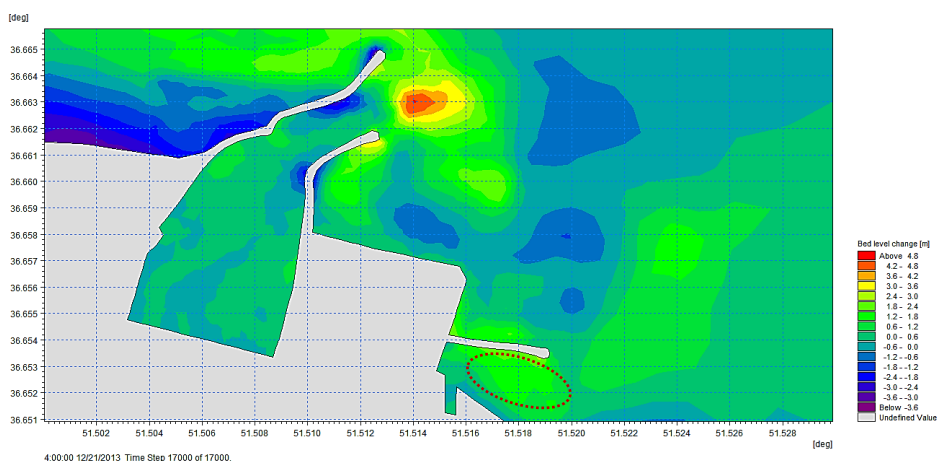 [deg]
36.665
36.664
36.663
36.662
36.661
36.660
36.659
36.658
36.657
36.656
36.655
36.654
36.653
36.652
36.651
51.502 51.504 51.506 51.508 51.510 51.512 51.514 51.516 51.518 51.520 51.522 51.524 51.526 51.528
[deg]
4:00:00 12/21/2013 Time Step 17000 of 17000.
Bed level change [m]
Above 4.8
4.2 - 4.8
3.6 - 4.2
3.0 - 3.6
2.4 - 3.0
1.8 - 2.4
1.2 - 1.8
0.6 - 1.2
0.0 - 0.6
-0.6 - 0.0
-1.2 - -0.6
-1.8 - -1.2
-2.4 - -1.8
-3.0 - -2.4
-3.6 - -3.0
Below -3.6
Undefined Value